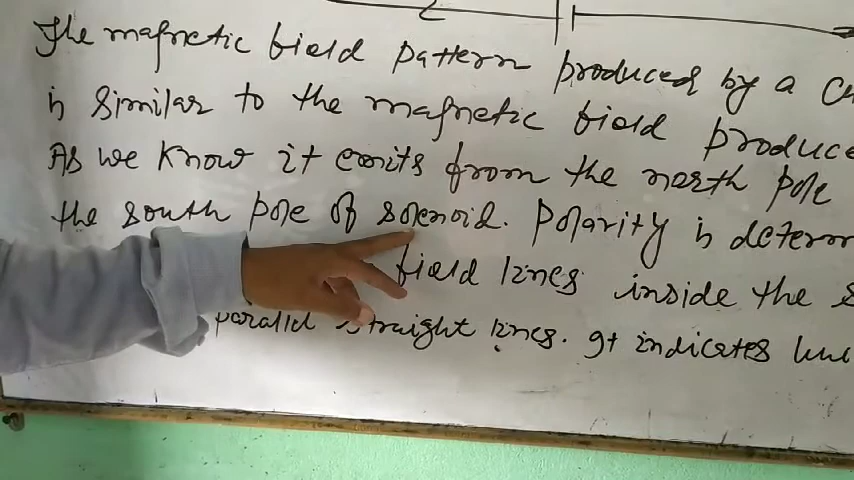 The magnetic field pattern produced by a
is similar to the magnetic field produce
As we know it emits from the north pole
the south pole of solenoid. Polarity is determ
field lines inside the s
parallel straight lines. It indicates